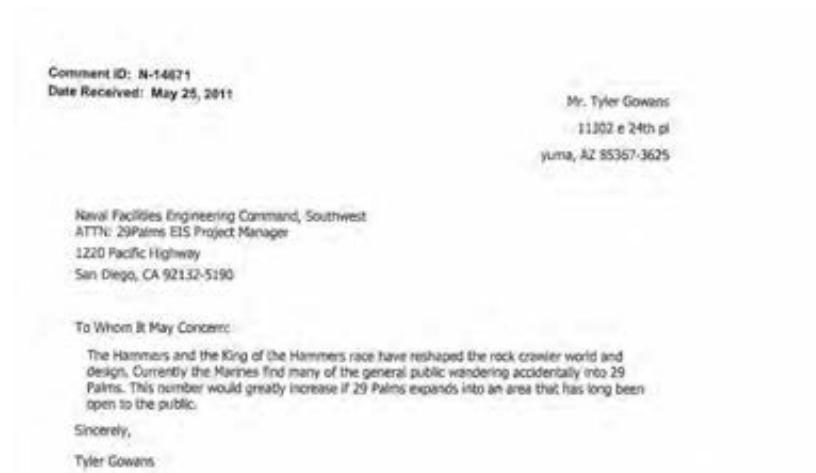 Comment ID: N-14671
Date Received: May 25, 2011
Mr. Tyler Gowans
11302 e 24th pl
yuma, AZ 85367-3625
Naval Facilities Engineering Command, Southwest
ATTN: 29Palms EIS Project Manager
1220 Pacific Highway
San Diego, CA 92132-5190
To Whom It May Concern:
The Hammers and the King of the Hammers race have reshaped the rock crawler world and
design. Currently the Marines find many of the general public wandering accidentally into 29
Palms. This number would greatly increase if 29 Palms expands into an area that has long been
open to the public.
Sincerely,
Tyler Gowans